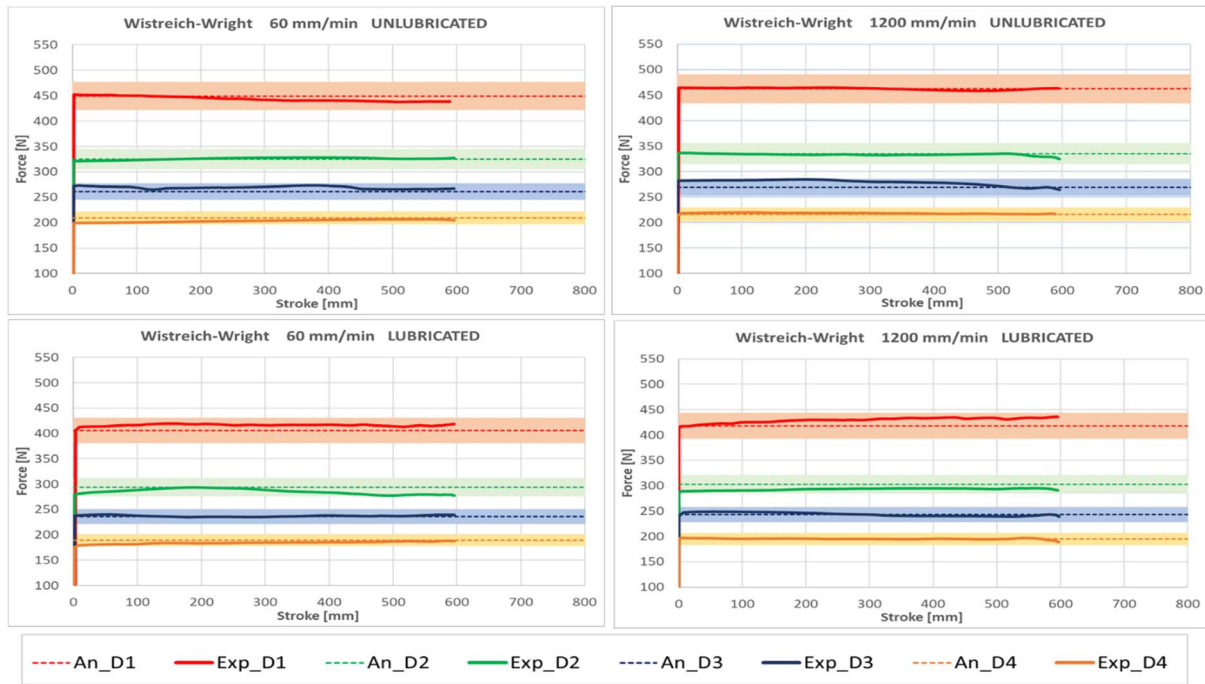 Wistreich-Wright 60 mm/min UNLUBRICATED
550
500
450
400
350
300
250
200
150
100
Force [N]
0 100 200 300 400 500 600 700 800
Stroke [mm]
Wistreich-Wright 1200 mm/min UNLUBRICATED
550
500
450
400
350
300
250
200
150
100
Force [N]
0 100 200 300 400 500 600 700 800
Stroke [mm]
Wistreich-Wright 60 mm/min LUBRICATED
550
500
450
400
350
300
250
200
150
100
Force [N]
0 100 200 300 400 500 600 700 800
Stroke [mm]
Wistreich-Wright 1200 mm/min LUBRICATED
550
500
450
400
350
300
250
200
150
100
Force [N]
0 100 200 300 400 500 600 700 800
Stroke [mm]
An_D1 Exp_D1 An_D2 Exp_D2 An_D3 Exp_D3 An_D4 Exp_D4